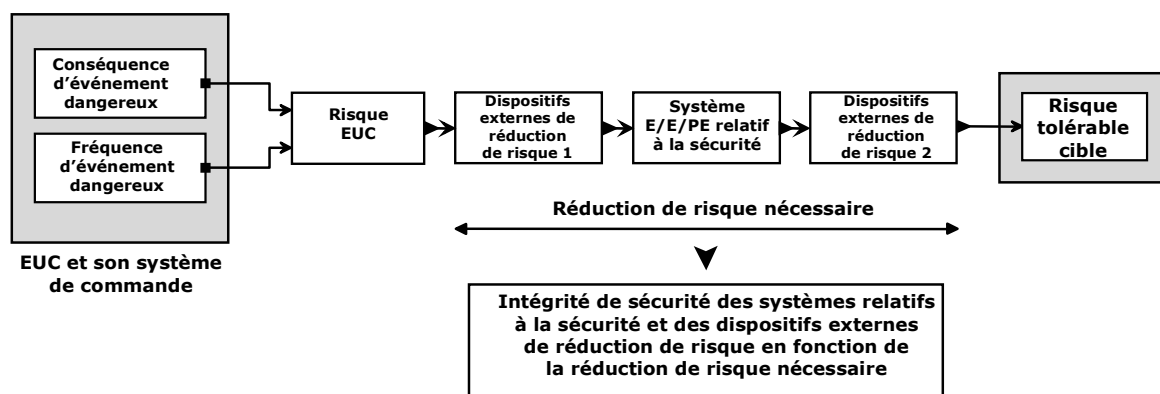 Conséquence
d'événement
dangereux
Fréquence
d'événement
dangereux
EUC et son système
de commande
Risque
EUC
Dispositifs
externes de
réduction
de risque 1
Système
E/E/PE relatif
à la sécurité
Dispositifs
externes de
réduction
de risque 2
Risque
tolérable
cible
Réduction de risque nécessaire
Intégrité de sécurité des systèmes relatifs
à la sécurité et des dispositifs externes
de réduction de risque en fonction de
la réduction de risque nécessaire